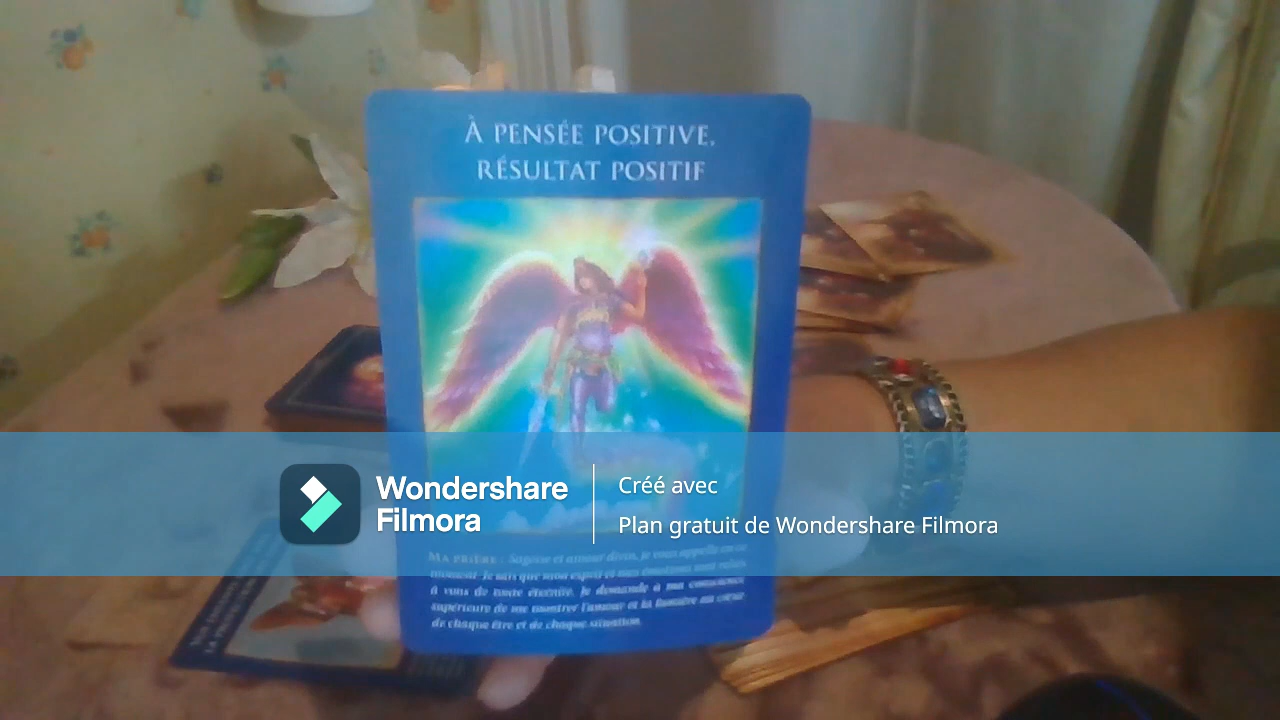 À PENSÉE POSITIVE,
RÉSULTAT POSITIF
Wondershare
Filmora
Créé avec
Plan gratuit de Wondershare Filmora
MA PRIÈRE : Sagesse et amour divin, je vous appelle en ce
moment. Je sais que mon esprit et mes émotions sont reliés
à vous de toute éternité. Je demande à ma conscience
supérieure de me montrer l'amour et la lumière au cœur
de chaque être et de chaque situation.